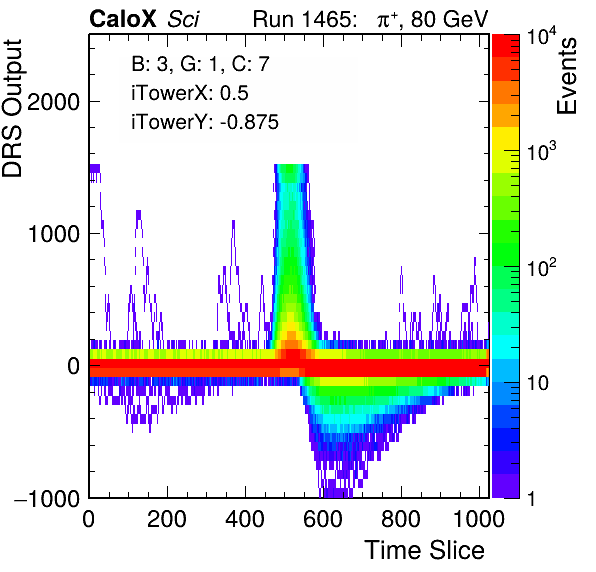 CaloX Sci Run 1465: π⁺, 80 GeV
B: 3, G: 1, C: 7
iTowerX: 0.5
iTowerY: -0.875
DRS Output
2000
1000
0
−1000
0 200 400 600 800 1000
Time Slice
Events
10⁴
10³
10²
10
1